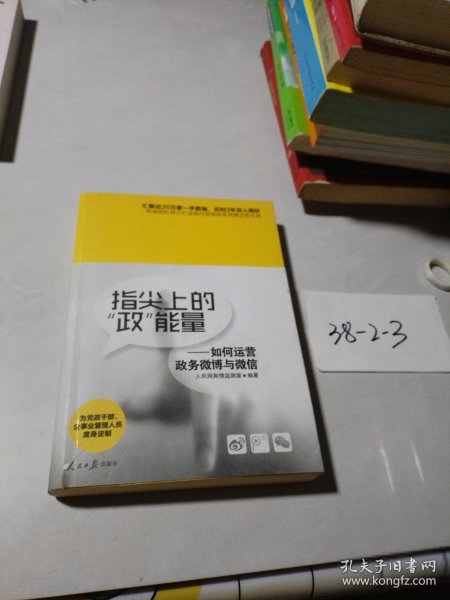 汇聚近20万家一手数据、历时3年深入调研
指尖上的
“政”能量
——如何运营
政务微博与微信
人民网舆情监测室★编著
为党政干部、
企事业管理人员
度身定制
人民日报出版社
38-2-3
孔夫子旧书网
www.kongfz.com